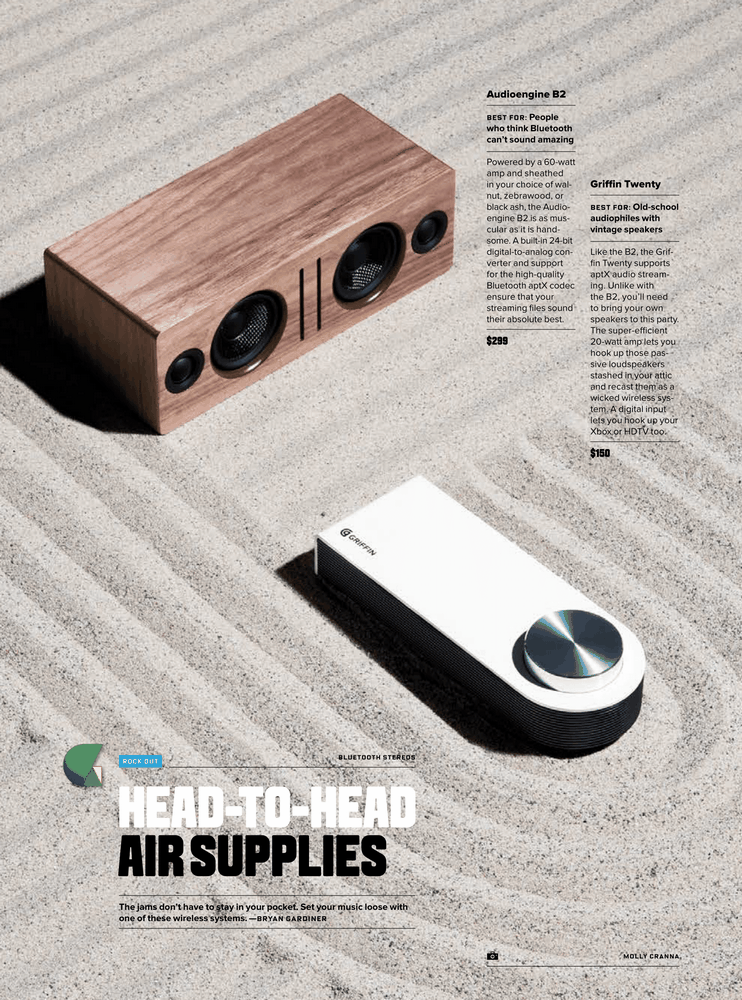 Audioengine B2
BEST FOR: People
who think Bluetooth
can't sound amazing
Powered by a 60-watt
amp and sheathed
in your choice of wal-
nut, zebrawood, or
black ash, the Audio-
engine B2 is as mus-
cular as it is hand-
some. A built-in 24-bit
digital-to-analog con-
verter and support
for the high-quality
Bluetooth aptX codec
ensure that your
streaming files sound
their absolute best.
$299
Griffin Twenty
BEST FOR: Old-school
audiophiles with
vintage speakers
Like the B2, the Grif-
fin Twenty supports
aptX audio stream-
ing. Unlike with
the B2, you'll need
to bring your own
speakers to this party.
The super-efficient
20-watt amp lets you
hook up those pas-
sive loudspeakers
stashed in your attic
and recast them as a
wicked wireless sys-
tem. A digital input
lets you hook up your
Xbox or HDTV too.
$150
GRIFFIN
ROCK OUT
BLUETOOTH STEREOS
HEAD-TO-HEAD
AIR SUPPLIES
The jams don't have to stay in your pocket. Set your music loose with
one of these wireless systems. —BRYAN GARDINER
MOLLY CRANNA